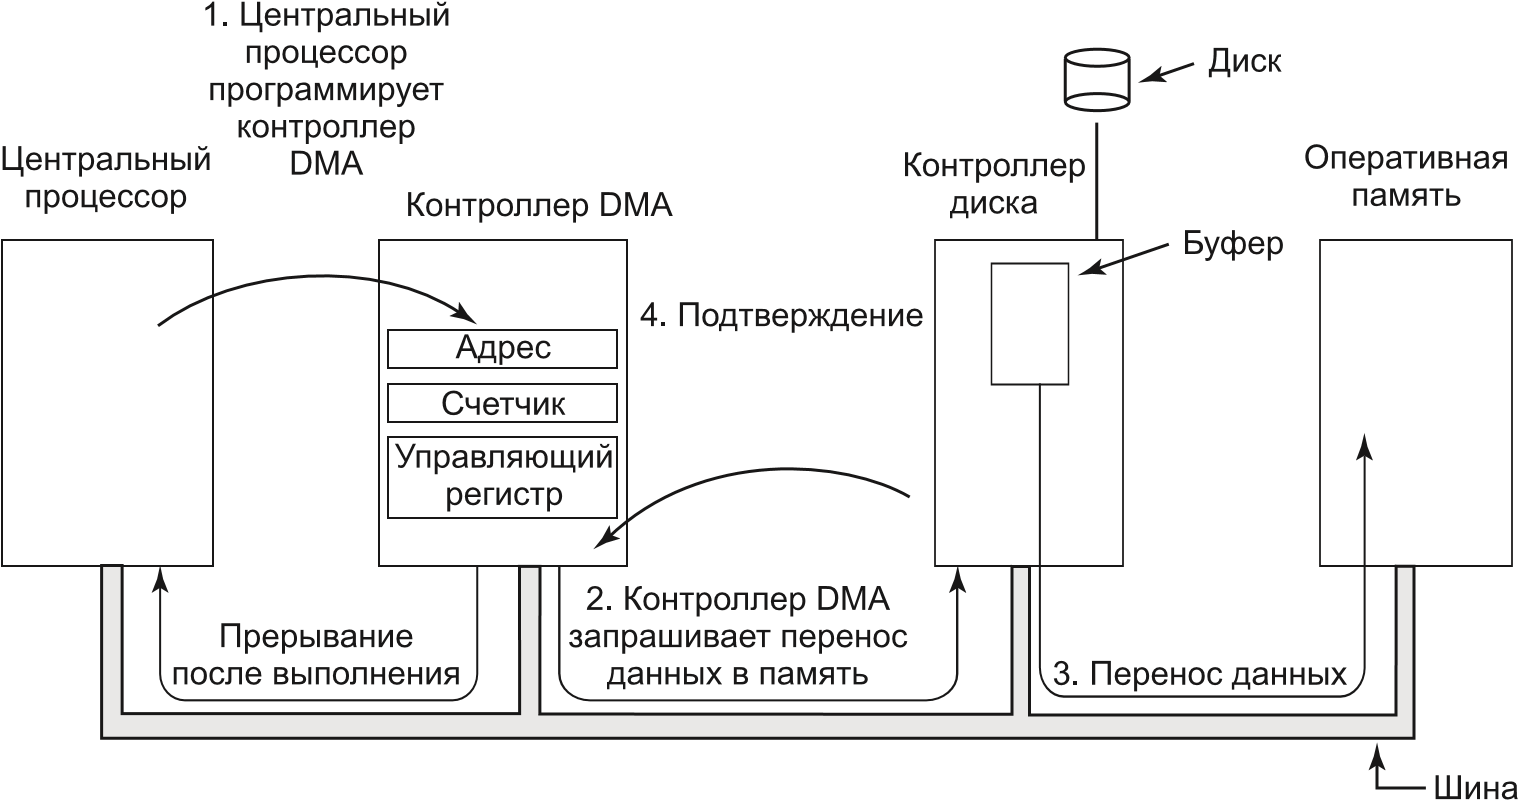 1. Центральный
процессор
программирует
контроллер
DMA
Центральный
процессор
Контроллер DMA
Диск
Контроллер
диска
Оперативная
память
Буфер
4. Подтверждение
Адрес
Счетчик
Управляющий
регистр
Прерывание
после выполнения
2. Контроллер DMA
запрашивает перенос
данных в память
3. Перенос данных
Шина